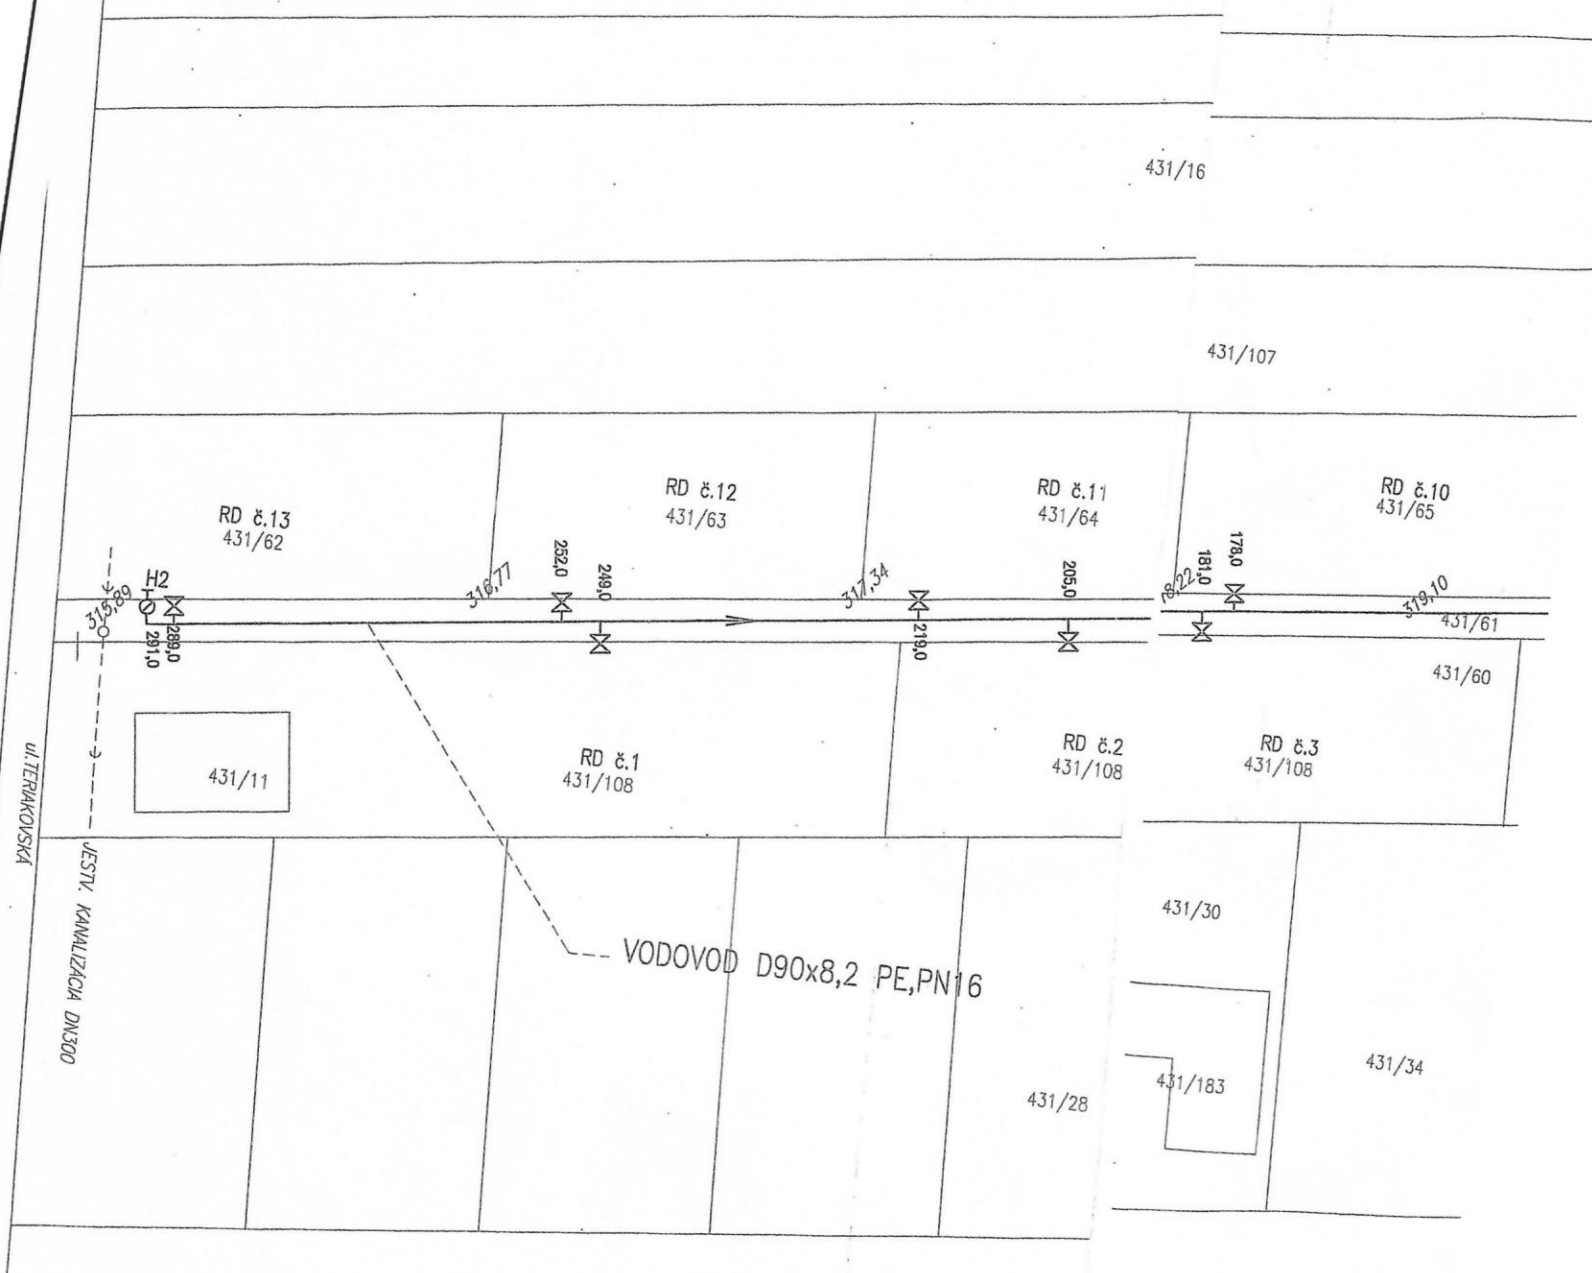 431/16
431/107
RD č.13
431/62
RD č.12
431/63
RD č.11
431/64
RD č.10
431/65
H2
315,89
291,0
289,0
316,77
252,0
249,0
317,34
219,0
205,0
8,22
181,0
178,0
319,10
431/61
431/60
431/11
RD č.1
431/108
RD č.2
431/108
RD č.3
431/108
ul.TERIAKOVSKÁ
JESTV. KANALIZÁCIA DN300
VODOVOD D90x8,2 PE,PN16
431/30
431/28
431/183
431/34